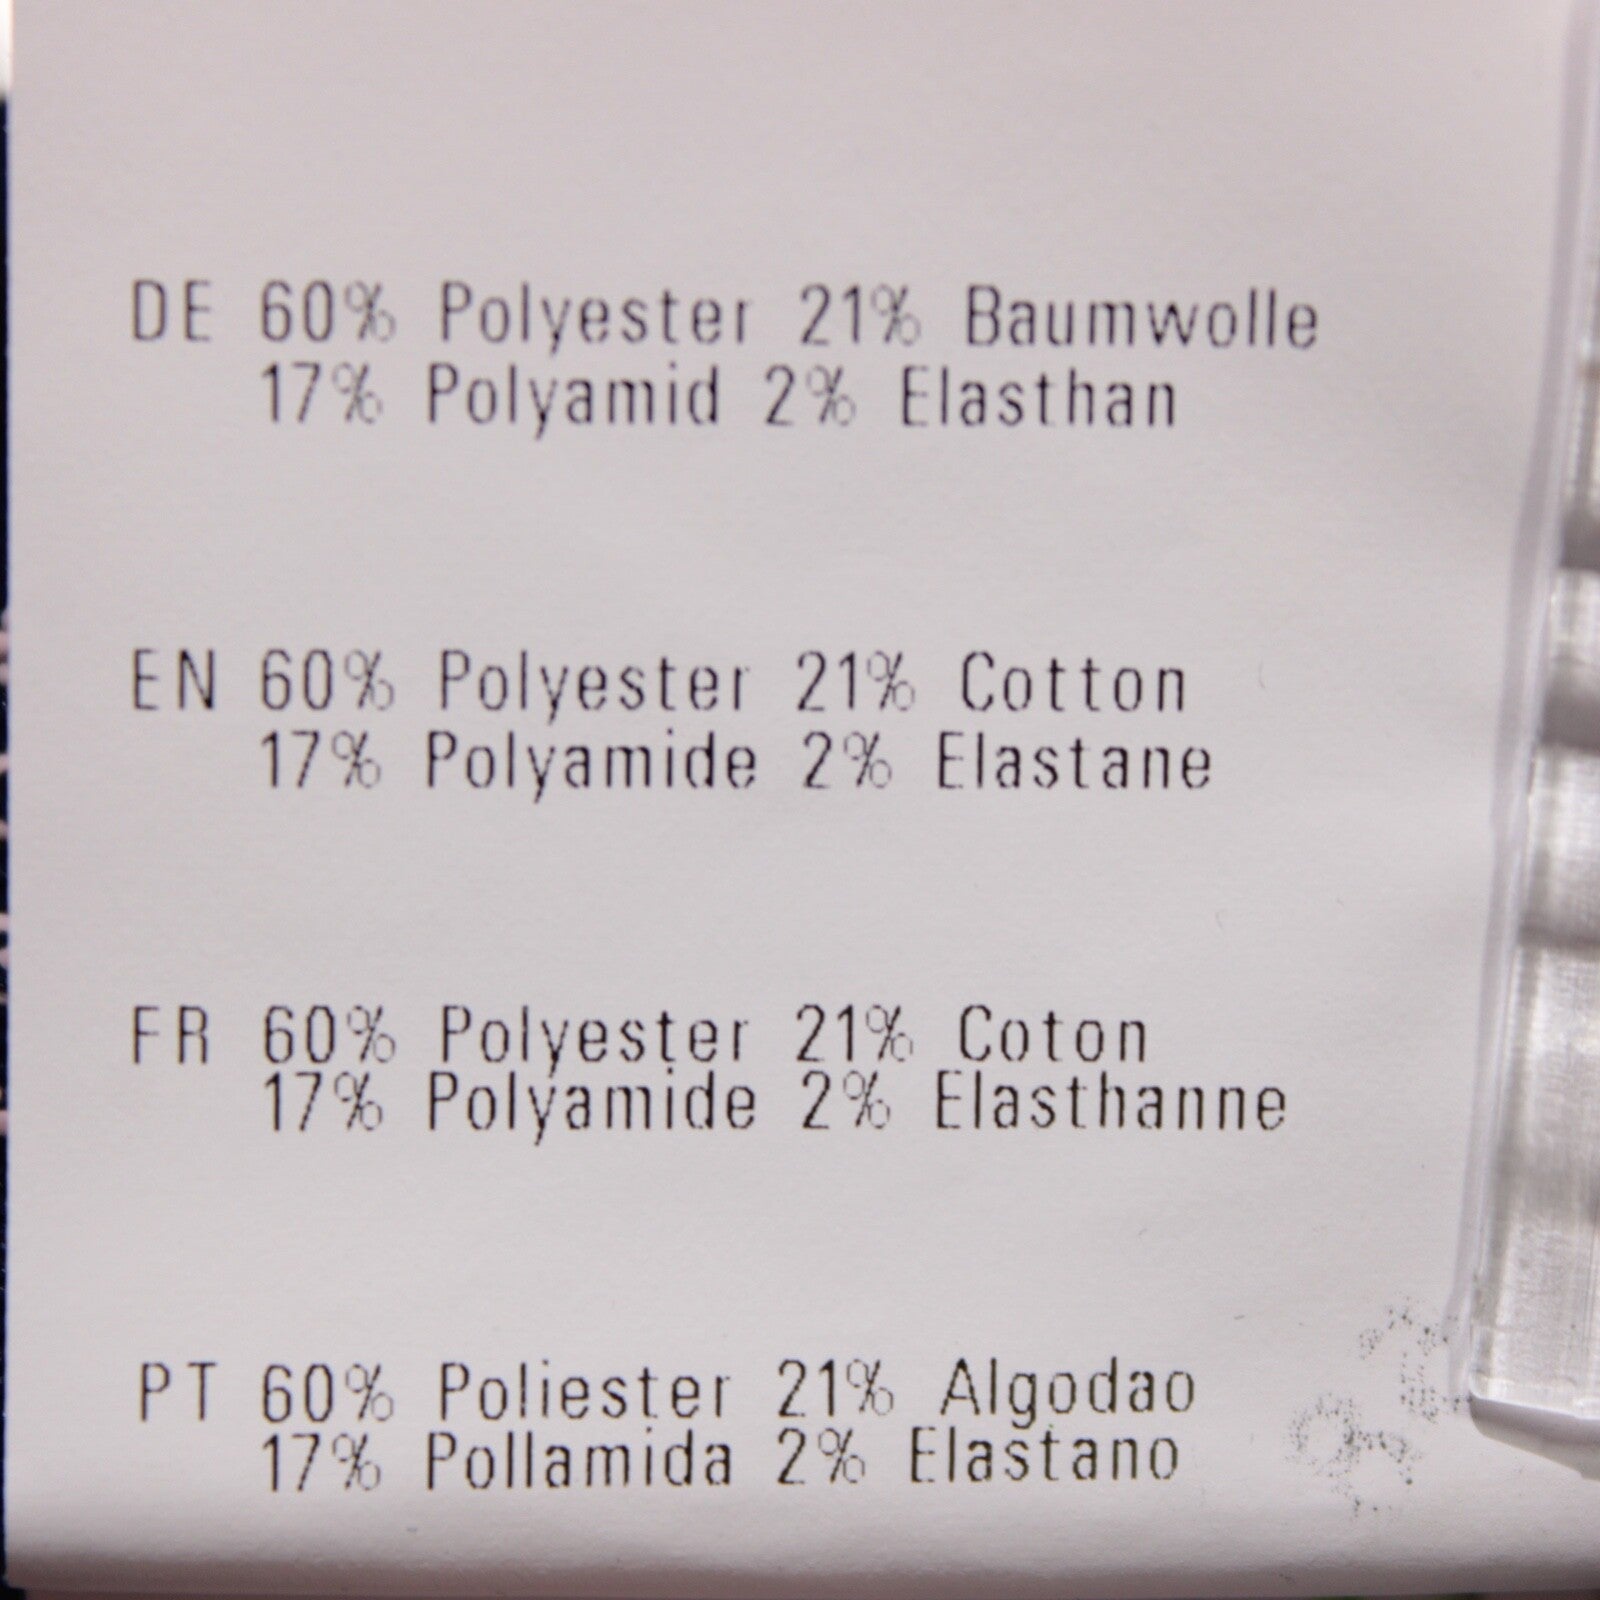 DE 60% Polyester 21% Baumwolle
17% Polyamid 2% Elasthan
EN 60% Polyester 21% Cotton
17% Polyamide 2% Elastane
FR 60% Polyester 21% Coton
17% Polyamide 2% Elasthanne
PT 60% Poliester 21% Algodao
17% Pollamida 2% Elastano